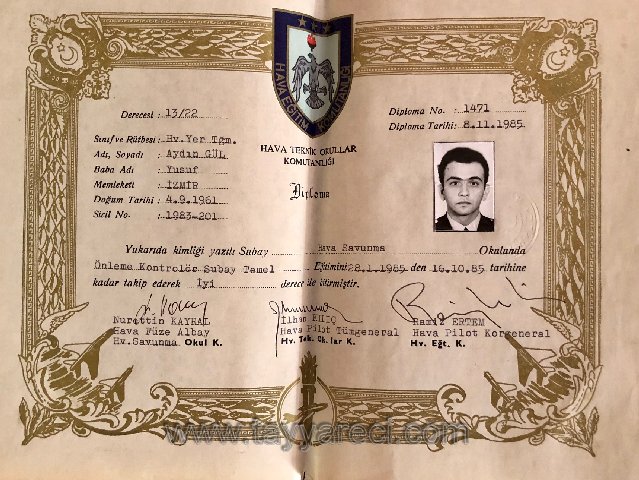 HAVA EĞİTİM KOMUTANLIĞI
HAVA TEKNİK OKULLAR
KOMUTANLIĞI
Diploma
Derecesi : 13/22
Diploma No. : 1471
Diploma Tarihi : 8.11.1985
Sınıf ve Rütbesi : Hv.Yer Tgm.
Adı, Soyadı : Aydın GÜL
Baba Adı : Yusuf
Memleketi : İZMİR
Doğum Tarihi : 4.9.1961
Sicil No. : 1983-201
Yukarıda kimliği yazılı Subay Hava Savunma Okulunda
Önleme Kontrolör Subay Temel Eğitimini 28.1.1985 den 16.10.85 tarihine
kadar takip ederek İyi derece ile bitirmiştir.
Nurettin KAYRAL
Hava Füze Albay
Hv.Savunma Okul K.
İlhan
Hava Pilot Tümgeneral
Hv. Tek. Ok.lar K.
Ramiz ERTEM
Hava Pilot Korgeneral
Hv. Eğt. K.
www.tayyareci.com